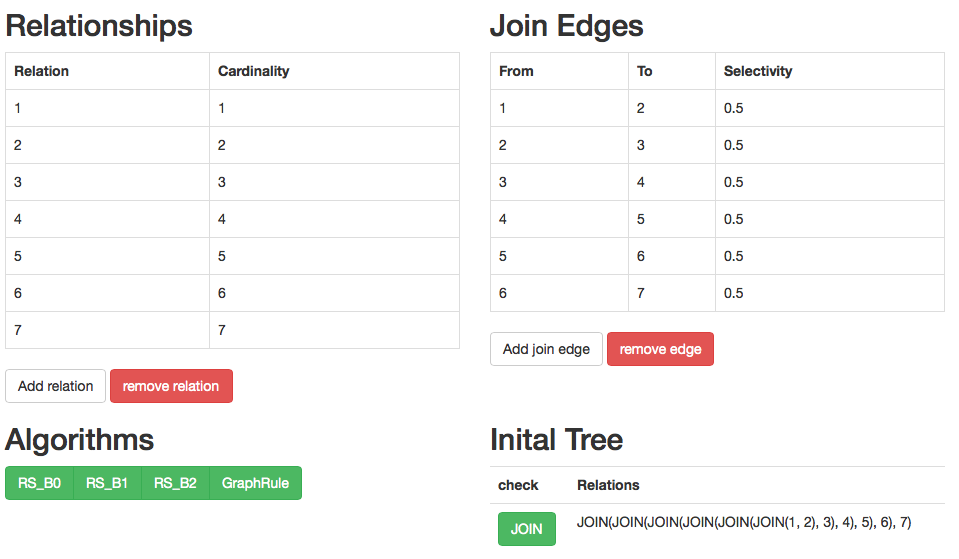 Relationships
Relation Cardinality
1 1
2 2
3 3
4 4
5 5
6 6
7 7
Add relation remove relation
Join Edges
From To Selectivity
1 2 0.5
2 3 0.5
3 4 0.5
4 5 0.5
5 6 0.5
6 7 0.5
Add join edge remove edge
Algorithms
RS_B0 RS_B1 RS_B2 GraphRule
Inital Tree
check Relations
JOIN JOIN(JOIN(JOIN(JOIN(JOIN(JOIN(1, 2), 3), 4), 5), 6), 7)